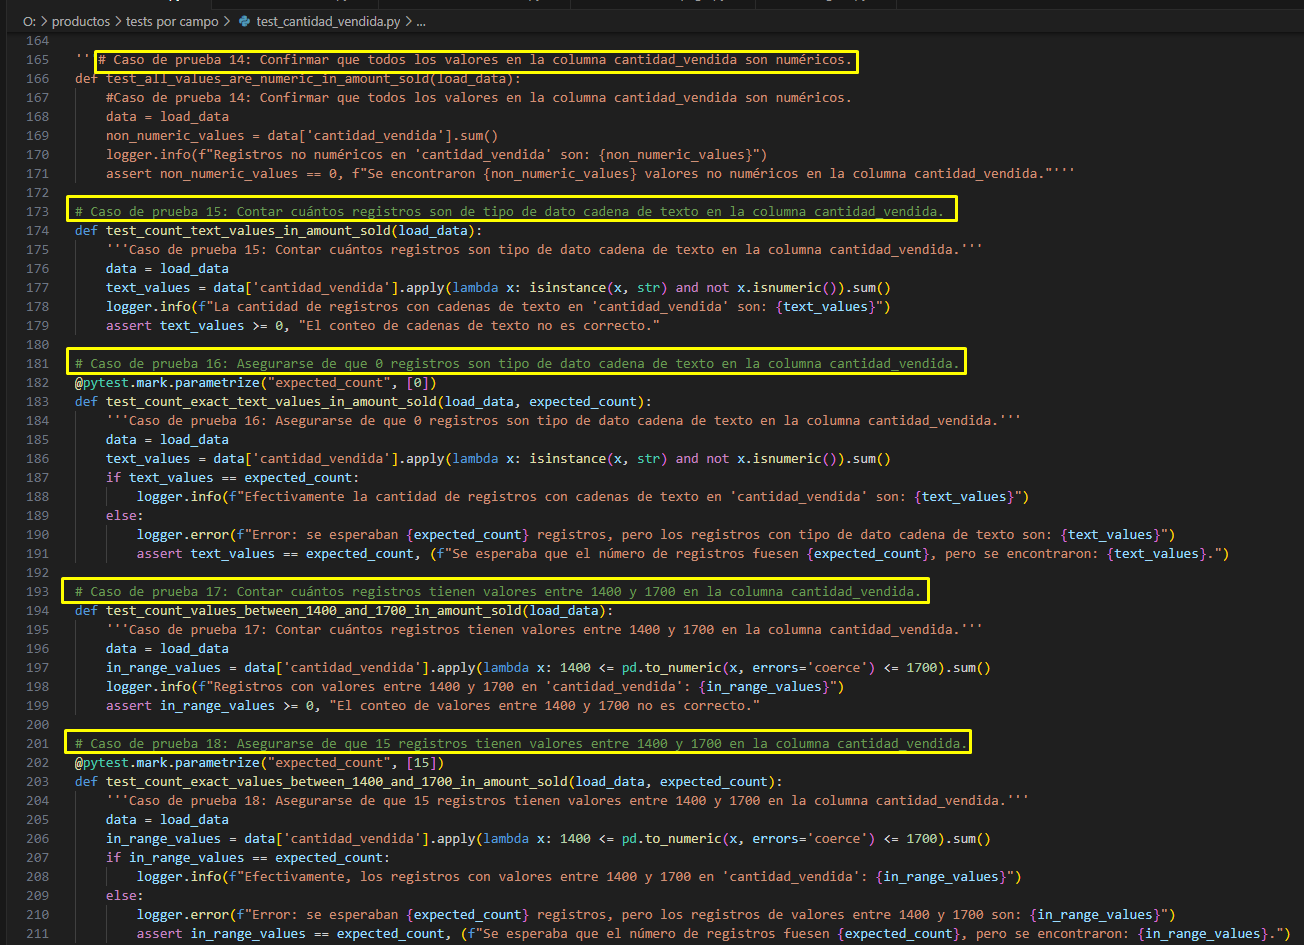 O: > productos > tests por campo > test_cantidad_vendida.py > ...
164
165 '''# Caso de prueba 14: Confirmar que todos los valores en la columna cantidad_vendida son numéricos.
166 def test_all_values_are_numeric_in_amount_sold(load_data):
167     #Caso de prueba 14: Confirmar que todos los valores en la columna cantidad_vendida son numéricos.
168     data = load_data
169     non_numeric_values = data['cantidad_vendida'].sum()
170     logger.info(f"Registros no numéricos en 'cantidad_vendida' son: {non_numeric_values}")
171     assert non_numeric_values == 0, f"Se encontraron {non_numeric_values} valores no numéricos en la columna cantidad_vendida."'''
172
173 # Caso de prueba 15: Contar cuántos registros son de tipo de dato cadena de texto en la columna cantidad_vendida.
174 def test_count_text_values_in_amount_sold(load_data):
175     '''Caso de prueba 15: Contar cuántos registros son tipo de dato cadena de texto en la columna cantidad_vendida.'''
176     data = load_data
177     text_values = data['cantidad_vendida'].apply(lambda x: isinstance(x, str) and not x.isnumeric()).sum()
178     logger.info(f"La cantidad de registros con cadenas de texto en 'cantidad_vendida' son: {text_values}")
179     assert text_values >= 0, "El conteo de cadenas de texto no es correcto."
180
181 # Caso de prueba 16: Asegurarse de que 0 registros son tipo de dato cadena de texto en la columna cantidad_vendida.
182 @pytest.mark.parametrize("expected_count", [0])
183 def test_count_exact_text_values_in_amount_sold(load_data, expected_count):
184     '''Caso de prueba 16: Asegurarse de que 0 registros son tipo de dato cadena de texto en la columna cantidad_vendida.'''
185     data = load_data
186     text_values = data['cantidad_vendida'].apply(lambda x: isinstance(x, str) and not x.isnumeric()).sum()
187     if text_values == expected_count:
188         logger.info(f"Efectivamente la cantidad de registros con cadenas de texto en 'cantidad_vendida' son: {text_values}")
189     else:
190         logger.error(f"Error: se esperaban {expected_count} registros, pero los registros con tipo de dato cadena de texto son: {text_values}")
191         assert text_values == expected_count, (f"Se esperaba que el número de registros fuesen {expected_count}, pero se encontraron: {text_values}.")
192
193 # Caso de prueba 17: Contar cuántos registros tienen valores entre 1400 y 1700 en la columna cantidad_vendida.
194 def test_count_values_between_1400_and_1700_in_amount_sold(load_data):
195     '''Caso de prueba 17: Contar cuántos registros tienen valores entre 1400 y 1700 en la columna cantidad_vendida.'''
196     data = load_data
197     in_range_values = data['cantidad_vendida'].apply(lambda x: 1400 <= pd.to_numeric(x, errors='coerce') <= 1700).sum()
198     logger.info(f"Registros con valores entre 1400 y 1700 en 'cantidad_vendida': {in_range_values}")
199     assert in_range_values >= 0, "El conteo de valores entre 1400 y 1700 no es correcto."
200
201 # Caso de prueba 18: Asegurarse de que 15 registros tienen valores entre 1400 y 1700 en la columna cantidad_vendida.
202 @pytest.mark.parametrize("expected_count", [15])
203 def test_count_exact_values_between_1400_and_1700_in_amount_sold(load_data, expected_count):
204     '''Caso de prueba 18: Asegurarse de que 15 registros tienen valores entre 1400 y 1700 en la columna cantidad_vendida.'''
205     data = load_data
206     in_range_values = data['cantidad_vendida'].apply(lambda x: 1400 <= pd.to_numeric(x, errors='coerce') <= 1700).sum()
207     if in_range_values == expected_count:
208         logger.info(f"Efectivamente, los registros con valores entre 1400 y 1700 en 'cantidad_vendida': {in_range_values}")
209     else:
210         logger.error(f"Error: se esperaban {expected_count} registros, pero los registros de valores entre 1400 y 1700 son: {in_range_values}")
211         assert in_range_values == expected_count, (f"Se esperaba que el número de registros fuesen {expected_count}, pero se encontraron: {in_range_values}.")